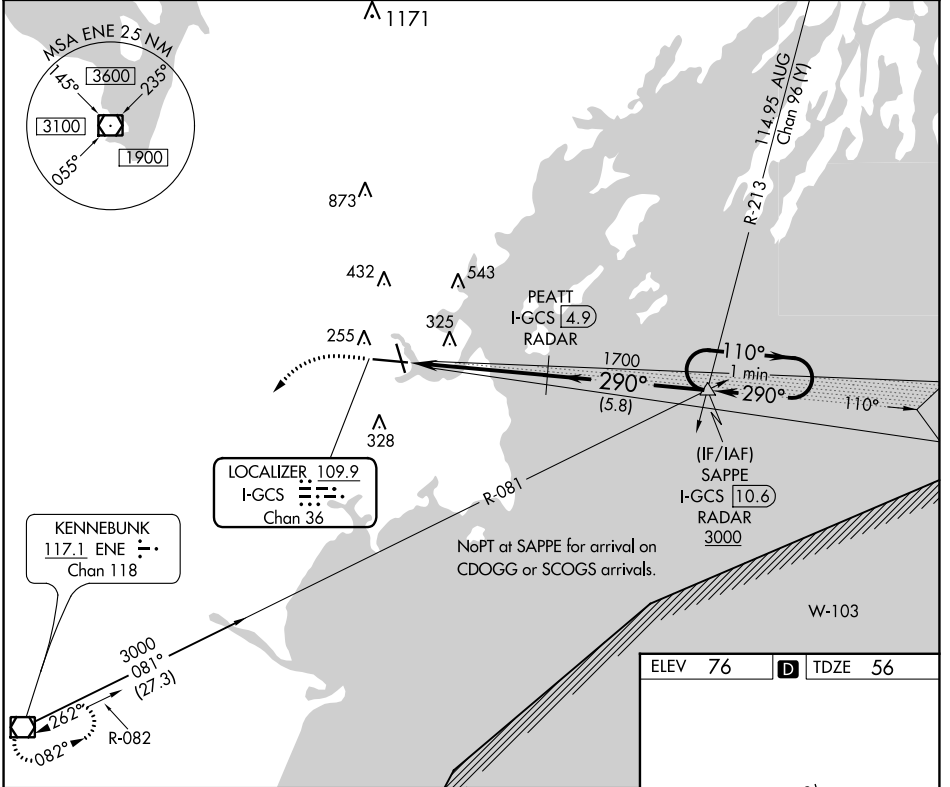 1171
MSA ENE 25 NM
145°
3600
235°
3100
1900
055°
114.95 AUG
Chan 96 (Y)
R-213
873
432
543
PEATT
I-GCS 4.9
RADAR
255
325
1700
290°
(5.8)
110°
1 min
290°
110°
328
(IF/IAF)
SAPPE
I-GCS 10.6
RADAR
3000
LOCALIZER 109.9
I-GCS
Chan 36
R-081
KENNEBUNK
117.1 ENE
Chan 118
NoPT at SAPPE for arrival on
CDOGG or SCOGS arrivals.
W-103
3000
081°
(27.3)
262°
082°
R-082
ELEV 76
D
TDZE 56